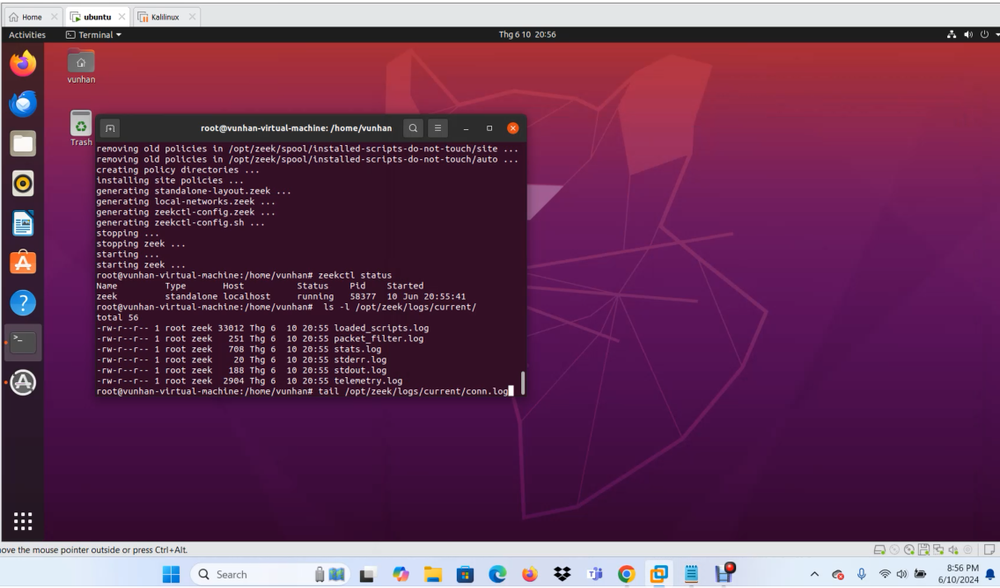 Home
ubuntu
Kalilinux
Activities
Terminal
Thg 6 10 20:56
vunhan
Trash
root@vunhan-virtual-machine: /home/vunhan
removing old policies in /opt/zeek/spool/installed-scripts-do-not-touch/site ...
removing old policies in /opt/zeek/spool/installed-scripts-do-not-touch/auto ...
creating policy directories ...
installing site policies ...
generating standalone-layout.zeek ...
generating local-networks.zeek ...
generating zeekctl-config.zeek ...
generating zeekctl-config.sh ...
stopping ...
stopping zeek ...
starting ...
starting zeek ...
root@vunhan-virtual-machine:/home/vunhan# zeekctl status
Name Type Host Status Pid Started
zeek standalone localhost running 58377 10 Jun 20:55:41
root@vunhan-virtual-machine:/home/vunhan# ls -l /opt/zeek/logs/current/
total 56
-rw-r--r-- 1 root zeek 33012 Thg 6 10 20:55 loaded_scripts.log
-rw-r--r-- 1 root zeek 251 Thg 6 10 20:55 packet_filter.log
-rw-r--r-- 1 root zeek 708 Thg 6 10 20:55 stats.log
-rw-r--r-- 1 root zeek 20 Thg 6 10 20:55 stderr.log
-rw-r--r-- 1 root zeek 188 Thg 6 10 20:55 stdout.log
-rw-r--r-- 1 root zeek 2904 Thg 6 10 20:55 telemetry.log
root@vunhan-virtual-machine:/home/vunhan# tail /opt/zeek/logs/current/conn.log
ove the mouse pointer outside or press Ctrl+Alt.
Search
8:56 PM
6/10/2024